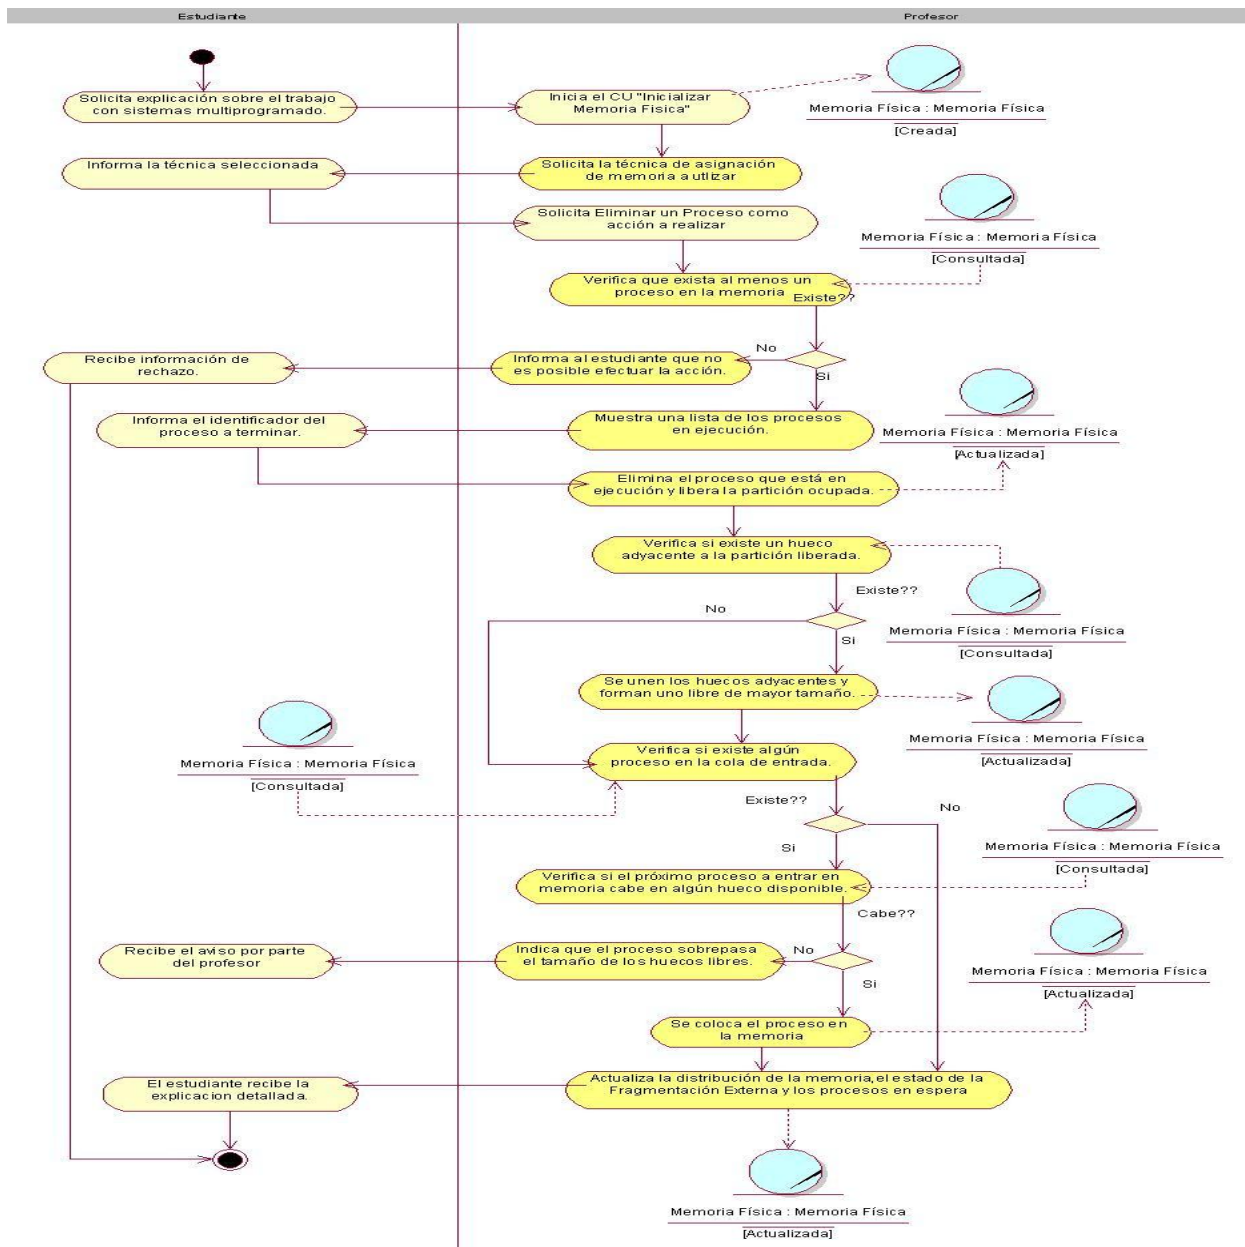 Estudiante
Profesor
Solicita explicación sobre el trabajo
con sistemas multiprogramado.
Inicia el CU "Inicializar
Memoria Fisica"
Memoria Física : Memoria Física
[Creada]
Informa la técnica seleccionada
Solicita la técnica de asignación
de memoria a utlizar
Solicita Eliminar un Proceso como
acción a realizar
Memoria Física : Memoria Física
[Consultada]
Verifica que exista al menos un
proceso en la memoria
Existe??
No
Si
Recibe información de
rechazo.
Informa al estudiante que no
es posible efectuar la acción.
Informa el identificador del
proceso a terminar.
Muestra una lista de los procesos
en ejecución.
Memoria Física : Memoria Física
[Actualizada]
Elimina el proceso que está en
ejecución y libera la partición ocupada.
Verifica si existe un hueco
adyacente a la partición liberada.
Existe??
No
Si
Memoria Física : Memoria Física
[Consultada]
Se unen los huecos adyacentes y
forman uno libre de mayor tamaño.
Memoria Física : Memoria Física
[Actualizada]
Memoria Física : Memoria Física
[Consultada]
Verifica si existe algún
proceso en la cola de entrada.
Existe??
No
Si
Memoria Física : Memoria Física
[Consultada]
Verifica si el próximo proceso a entrar en
memoria cabe en algún hueco disponible.
Cabe??
No
Si
Recibe el aviso por parte
del profesor
Indica que el proceso sobrepasa
el tamaño de los huecos libres.
Memoria Física : Memoria Física
[Actualizada]
Se coloca el proceso en
la memoria
El estudiante recibe la
explicacion detallada.
Actualiza la distribución de la memoria,el estado de la
Fragmentación Externa y los procesos en espera
Memoria Física : Memoria Física
[Actualizada]